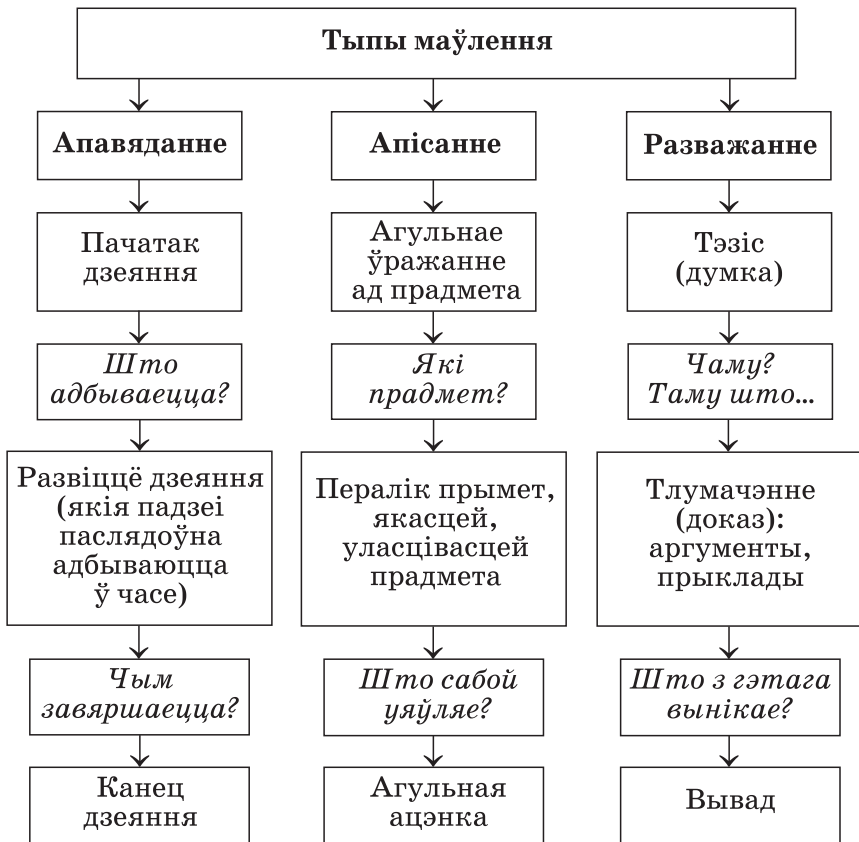 Тыпы маўлення
Апавяданне
Пачатак
дзеяння
Што
адбываецца?
Развіццё дзеяння
(якія падзеі
паслядоўна
адбываюцца
ў часе)
Чым
завяршаецца?
Канец
дзеяння
Апісанне
Агульнае
ўражанне
ад прадмета
Які
прадмет?
Пералік прымет,
якасцей,
уласцівасцей
прадмета
Што сабой
уяўляе?
Агульная
ацэнка
Разважанне
Тэзіс
(думка)
Чаму?
Таму што...
Тлумачэнне
(доказ):
аргументы,
прыклады
Што з гэтага
вынікае?
Вывад